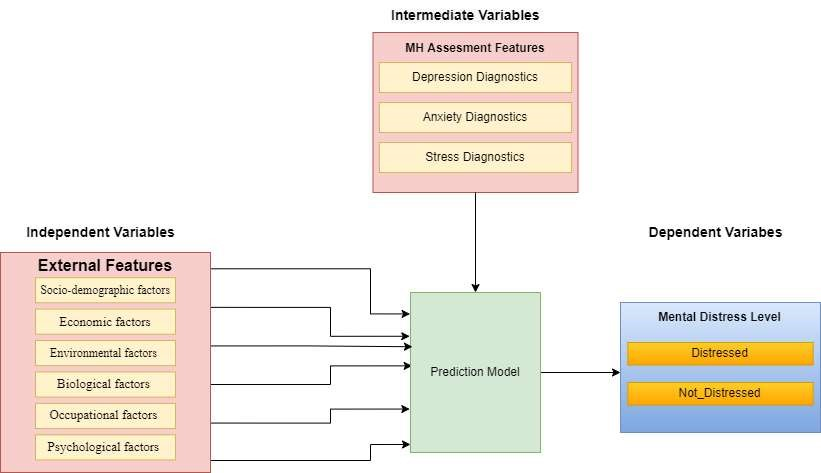 Intermediate Variables
MH Assesment Features
Depression Diagnostics
Anxiety Diagnostics
Stress Diagnostics
Independent Variables
External Features
Socio-demographic factors
Economic factors
Environmental factors
Biological factors
Occupational factors
Psychological factors
Prediction Model
Dependent Variabes
Mental Distress Level
Distressed
Not_Distressed